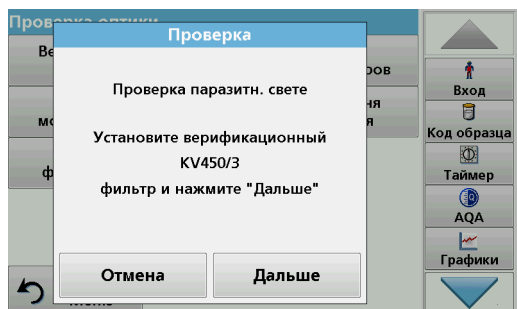 Проверка оптики
Проверка
Проверка паразитн. свете
Установите верификационный
KV450/3
фильтр и нажмите "Дальше"
Отмена
Дальше
Вход
Код образца
Таймер
AQA
Графики